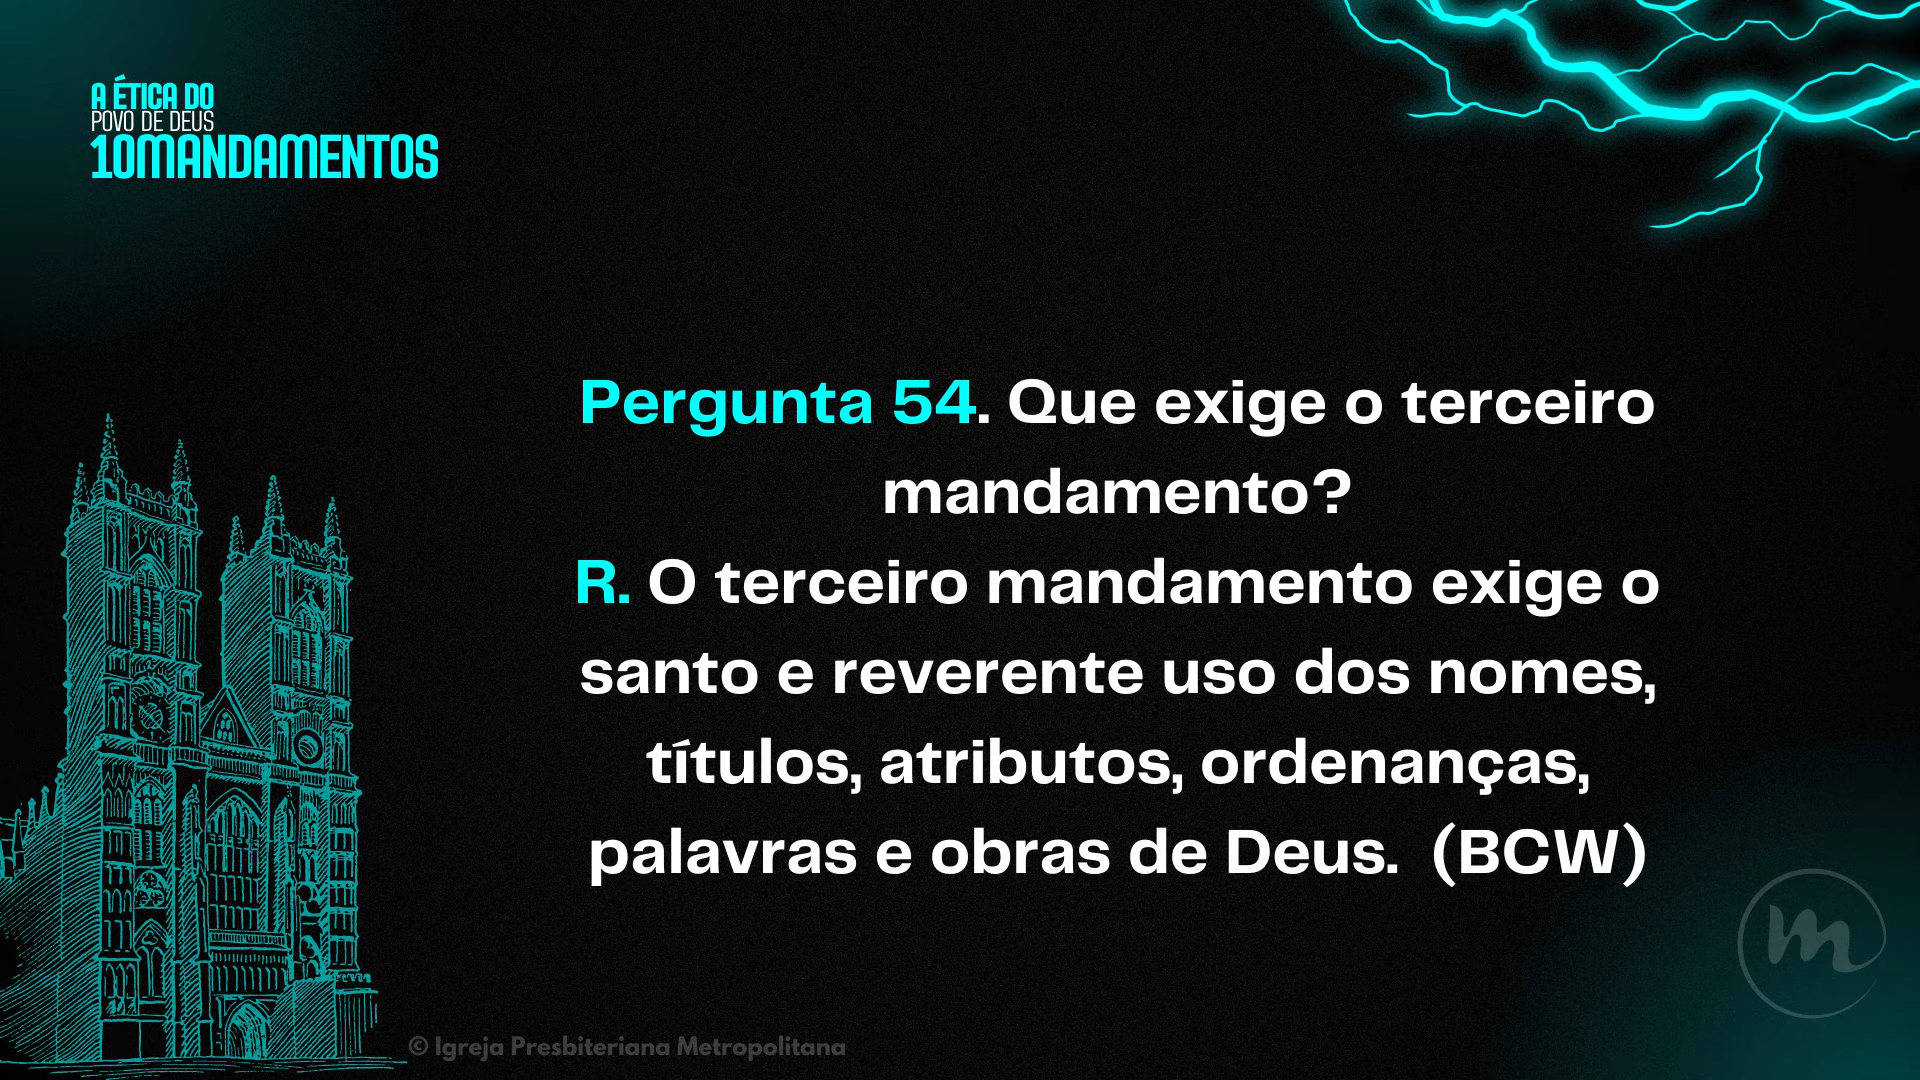 A ÉTICA DO
POVO DE DEUS
10MANDAMENTOS
Pergunta 54. Que exige o terceiro
mandamento?
R. O terceiro mandamento exige o
santo e reverente uso dos nomes,
títulos, atributos, ordenanças,
palavras e obras de Deus.  (BCW)
m
© Igreja Presbiteriana Metropolitana